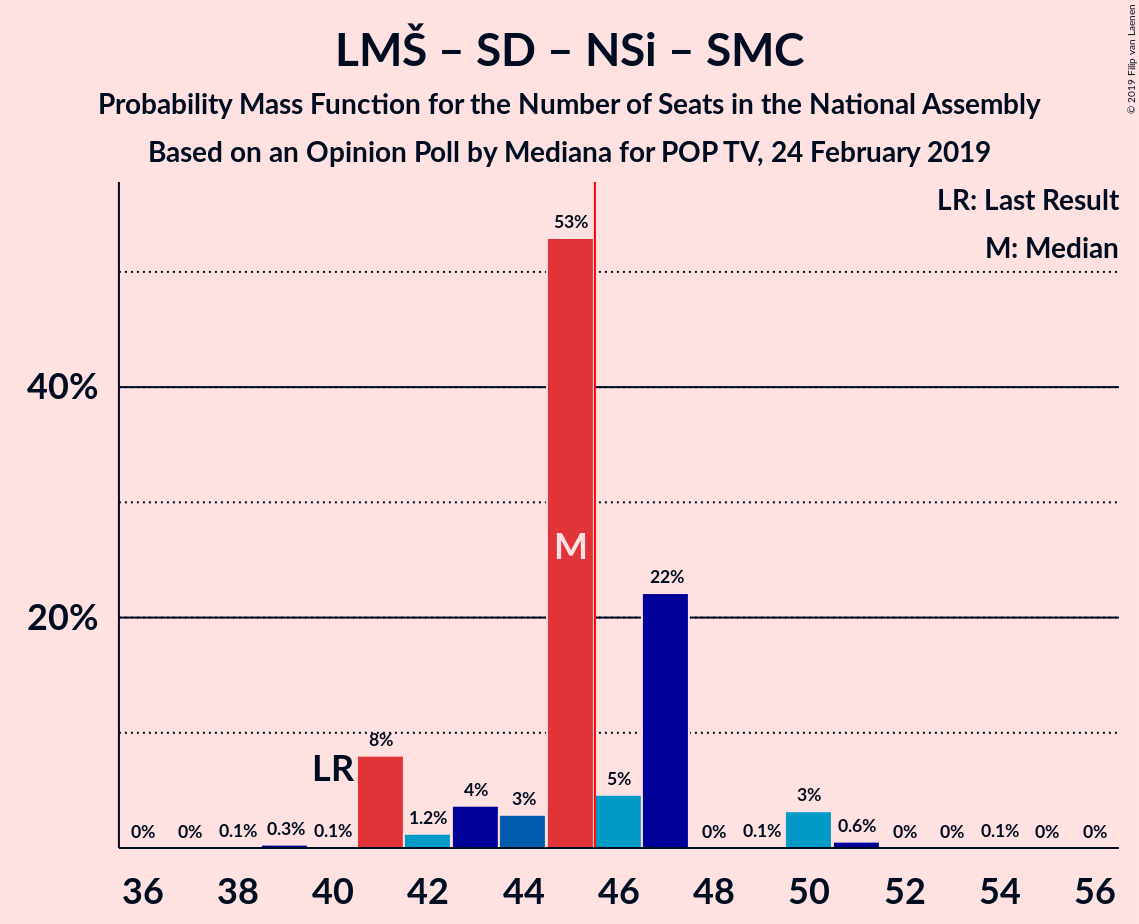 LMŠ – SD – NSi – SMC
Probability Mass Function for the Number of Seats in the National Assembly
Based on an Opinion Poll by Mediana for POP TV, 24 February 2019
© 2019 Filip van Laenen
LR: Last Result
M: Median
40%
20%
0%
0%
0.1%
0.3%
0.1%
8%
1.2%
4%
3%
53%
5%
22%
0%
0.1%
3%
0.6%
0%
0%
0.1%
0%
0%
LR
M
36 38 40 42 44 46 48 50 52 54 56